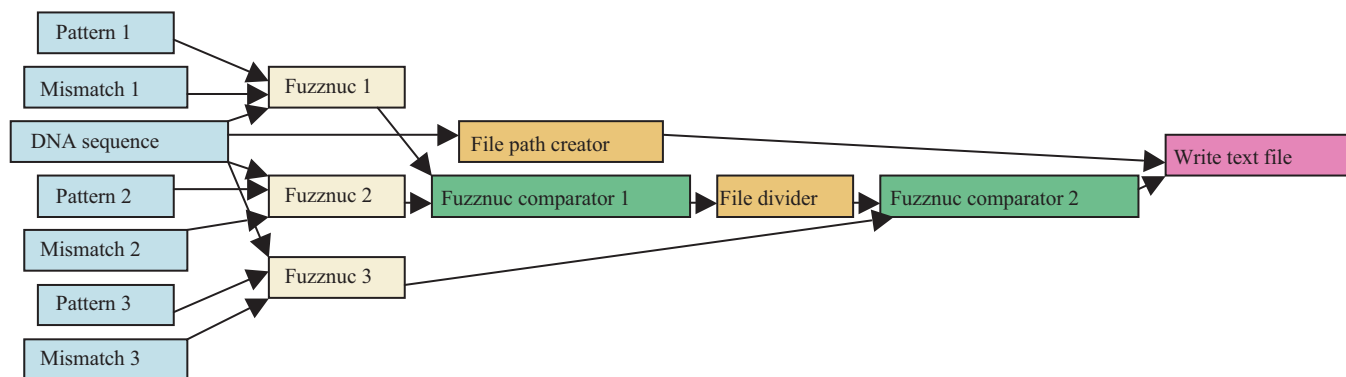 Pattern 1
Mismatch 1
DNA sequence
Pattern 2
Mismatch 2
Pattern 3
Mismatch 3
Fuzznuc 1
Fuzznuc 2
Fuzznuc 3
File path creator
Fuzznuc comparator 1
File divider
Fuzznuc comparator 2
Write text file